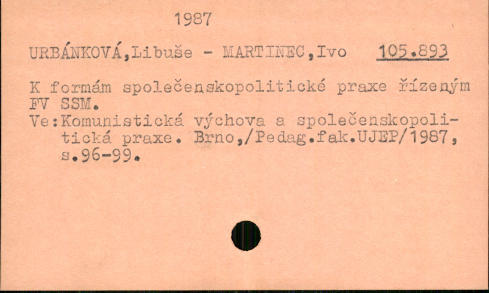 1987
URBÁNKOVÁ,Libuše - MARTINEC,Ivo 105.893
K formám společenskopolitické praxe řízeným
FV SSM.
Ve:Komunistická výchova a společenskopoli-
tická praxe. Brno,/Pedag.fak.UJEP/1987,
s.96-99.